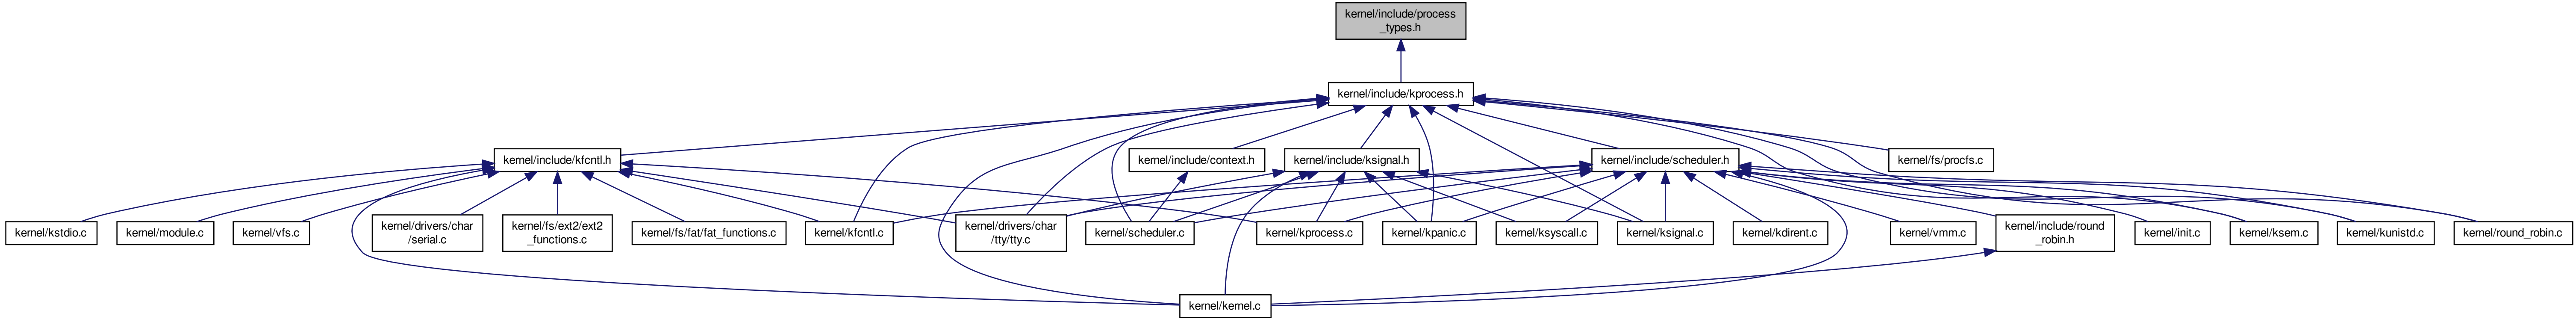 kernel/include/process
_types.h
kernel/include/kprocess.h
kernel/include/kfcntl.h
kernel/include/context.h
kernel/include/ksignal.h
kernel/include/scheduler.h
kernel/fs/procfs.c
kernel/kstdio.c
kernel/module.c
kernel/vfs.c
kernel/drivers/char
/serial.c
kernel/fs/ext2/ext2
_functions.c
kernel/fs/fat/fat_functions.c
kernel/kfcntl.c
kernel/drivers/char
/tty/tty.c
kernel/scheduler.c
kernel/kprocess.c
kernel/kpanic.c
kernel/ksyscall.c
kernel/ksignal.c
kernel/kdirent.c
kernel/vmm.c
kernel/include/round
_robin.h
kernel/init.c
kernel/ksem.c
kernel/kunistd.c
kernel/round_robin.c
kernel/kernel.c